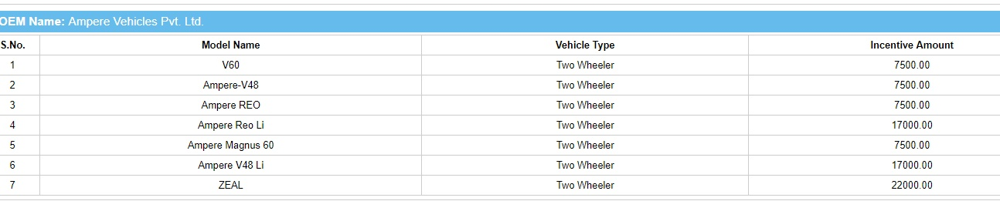 OEM Name: Ampere Vehicles Pvt. Ltd.
S.No. Model Name Vehicle Type Incentive Amount
1 V60 Two Wheeler 7500.00
2 Ampere-V48 Two Wheeler 7500.00
3 Ampere REO Two Wheeler 7500.00
4 Ampere Reo Li Two Wheeler 17000.00
5 Ampere Magnus 60 Two Wheeler 7500.00
6 Ampere V48 Li Two Wheeler 17000.00
7 ZEAL Two Wheeler 22000.00